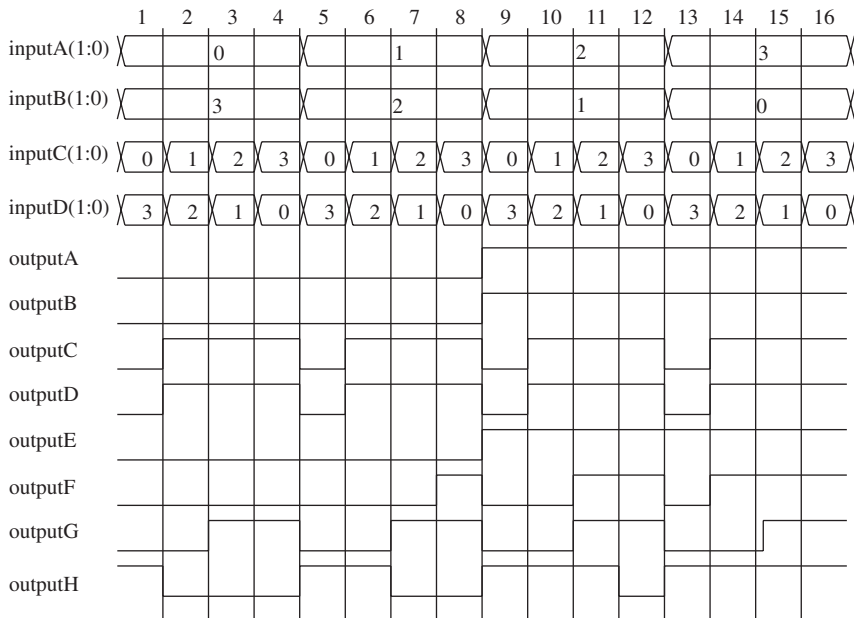 1 2 3 4 5 6 7 8 9 10 11 12 13 14 15 16
inputA(1:0) 0 1 2 3
inputB(1:0) 3 2 1 0
inputC(1:0) 0 1 2 3 0 1 2 3 0 1 2 3 0 1 2 3
inputD(1:0) 3 2 1 0 3 2 1 0 3 2 1 0 3 2 1 0
outputA
outputB
outputC
outputD
outputE
outputF
outputG
outputH